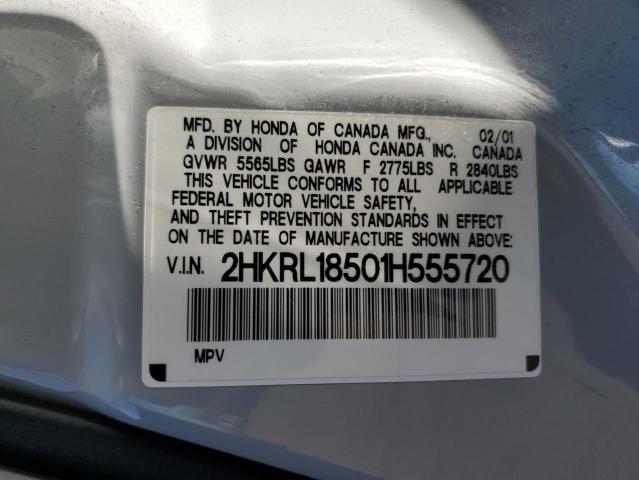 MFD. BY HONDA OF CANADA MFG., 02/01
A DIVISION OF HONDA CANADA INC. CANADA
GVWR 5565LBS GAWR F 2775LBS R 2840LBS
THIS VEHICLE CONFORMS TO ALL APPLICABLE
FEDERAL MOTOR VEHICLE SAFETY,
AND THEFT PREVENTION STANDARDS IN EFFECT
ON THE DATE OF MANUFACTURE SHOWN ABOVE:
V.I.N. 2HKRL18501H555720
MPV